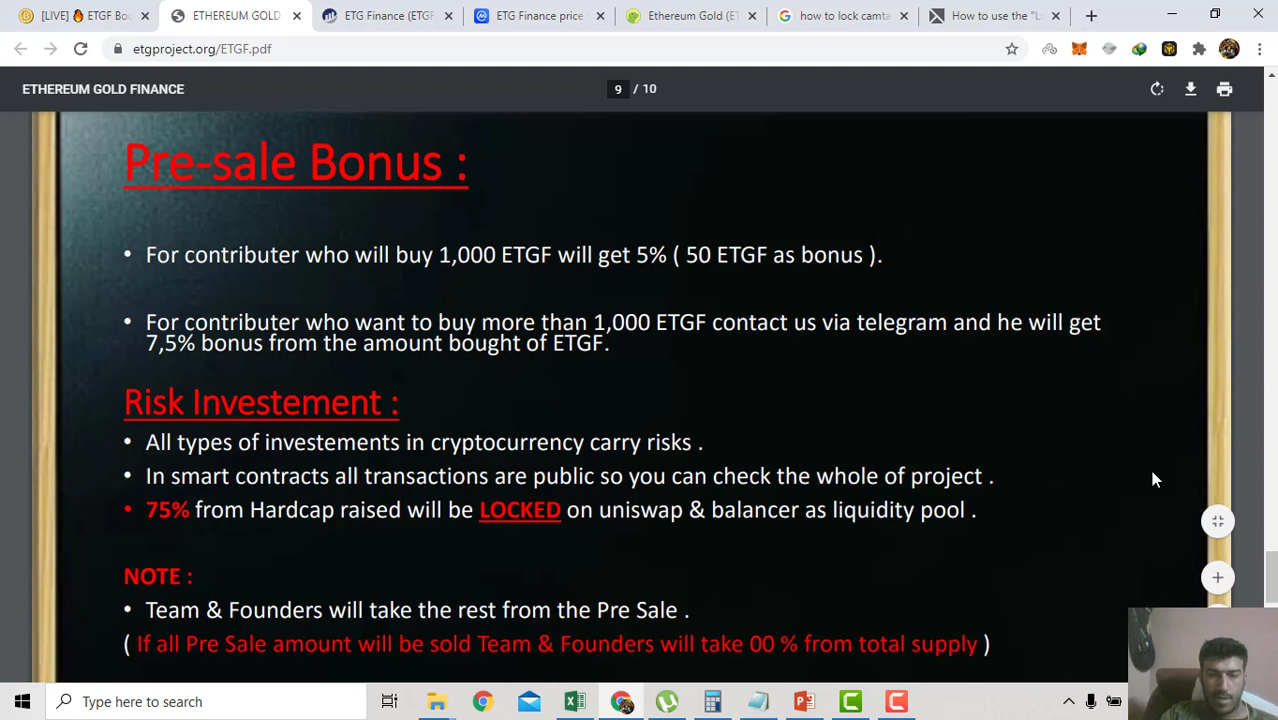 [LIVE] 🔥 ETGF Bou
ETHEREUM GOLD
ETG Finance (ETGF
ETG Finance price
Ethereum Gold (ET
how to lock camta
How to use the "Lo
etgproject.org/ETGF.pdf
ETHEREUM GOLD FINANCE
9 / 10
Pre-sale Bonus :
• For contributer who will buy 1,000 ETGF will get 5% ( 50 ETGF as bonus ).
• For contributer who want to buy more than 1,000 ETGF contact us via telegram and he will get
7,5% bonus from the amount bought of ETGF.
Risk Investement :
• All types of investements in cryptocurrency carry risks .
• In smart contracts all transactions are public so you can check the whole of project .
• 75% from Hardcap raised will be LOCKED on uniswap & balancer as liquidity pool .
NOTE :
• Team & Founders will take the rest from the Pre Sale .
( If all Pre Sale amount will be sold Team & Founders will take 00 % from total supply )
Type here to search